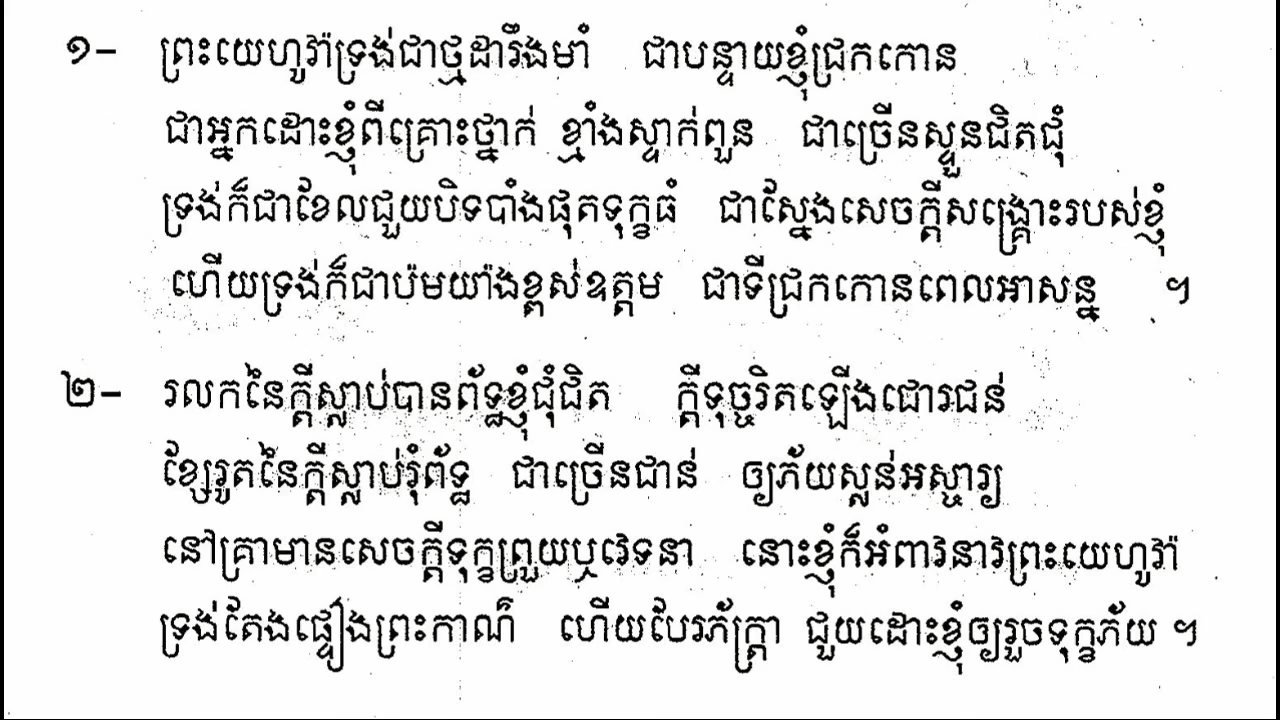 ១- ព្រះយេហូវ៉ាទ្រង់ជាថ្មដារឹងមាំ ជាបន្ទាយខ្ញុំជ្រកកោន
ជាអ្នកដោះខ្ញុំពីគ្រោះថ្នាក់ ខ្មាំងស្ទាក់ពួន ជាច្រើនស្ទួនជិតជុំ
ទ្រង់ក៏ជាខែលជួយបិទបាំងផុតទុក្ខធំ ជាស្នែងសេចក្ដីសង្គ្រោះរបស់ខ្ញុំ
ហើយទ្រង់ក៏ជាប៉មយ៉ាងខ្ពស់ឧត្តម ជាទីជ្រកកោនពេលអាសន្ន ។
២- រលកនៃក្ដីស្លាប់បានព័ទ្ធខ្ញុំជុំជិត ក្ដីទុច្ចរិតឡើងជោរជន់
ខ្សែរូតនៃក្ដីស្លាប់រុំព័ទ្ធ ជាច្រើនជាន់ ឲ្យភ័យស្លន់អស្ចារ្យ
នៅគ្រាមានសេចក្ដីទុក្ខព្រួយឬវេទនា នោះខ្ញុំក៏អំពាវនាវព្រះយេហូវ៉ា
ទ្រង់តែងផ្ទៀងព្រះកាណ៌ ហើយបែរភ័ក្ត្រា ជួយដោះខ្ញុំឲ្យរួចទុក្ខភ័យ ។